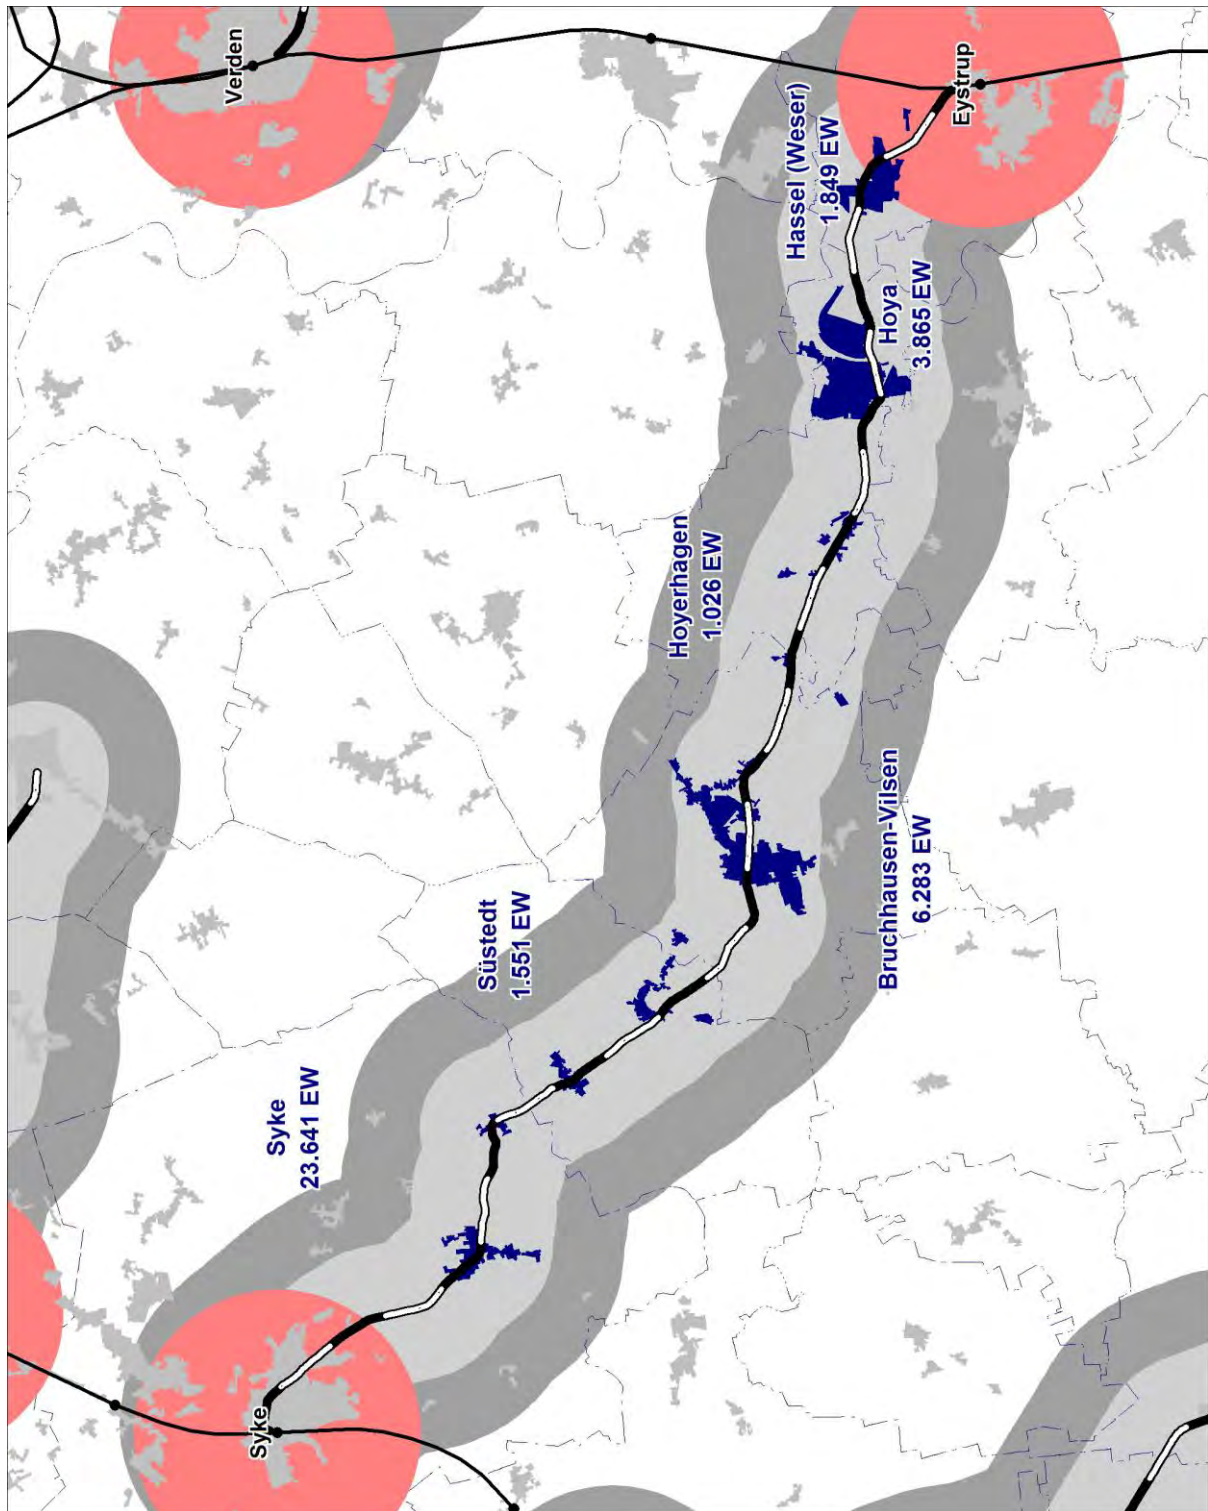 Verden
Eystrup
Hassel (Weser)
1.849 EW
Hoya
3.865 EW
Hoyerhagen
1.026 EW
Bruchhausen-Vilsen
6.283 EW
Süstedt
1.551 EW
Syke
23.641 EW
Syke